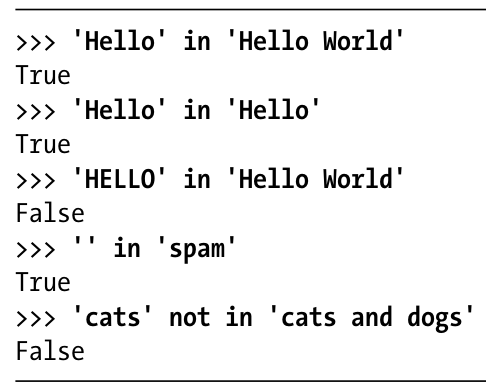 >>> 'Hello' in 'Hello World'
True
>>> 'Hello' in 'Hello'
True
>>> 'HELLO' in 'Hello World'
False
>>> '' in 'spam'
True
>>> 'cats' not in 'cats and dogs'
False